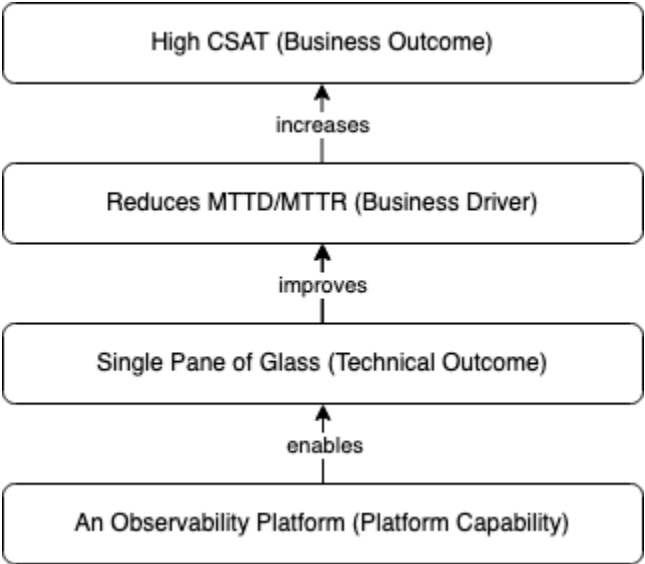 High CSAT (Business Outcome)
increases
Reduces MTTD/MTTR (Business Driver)
improves
Single Pane of Glass (Technical Outcome)
enables
An Observability Platform (Platform Capability)